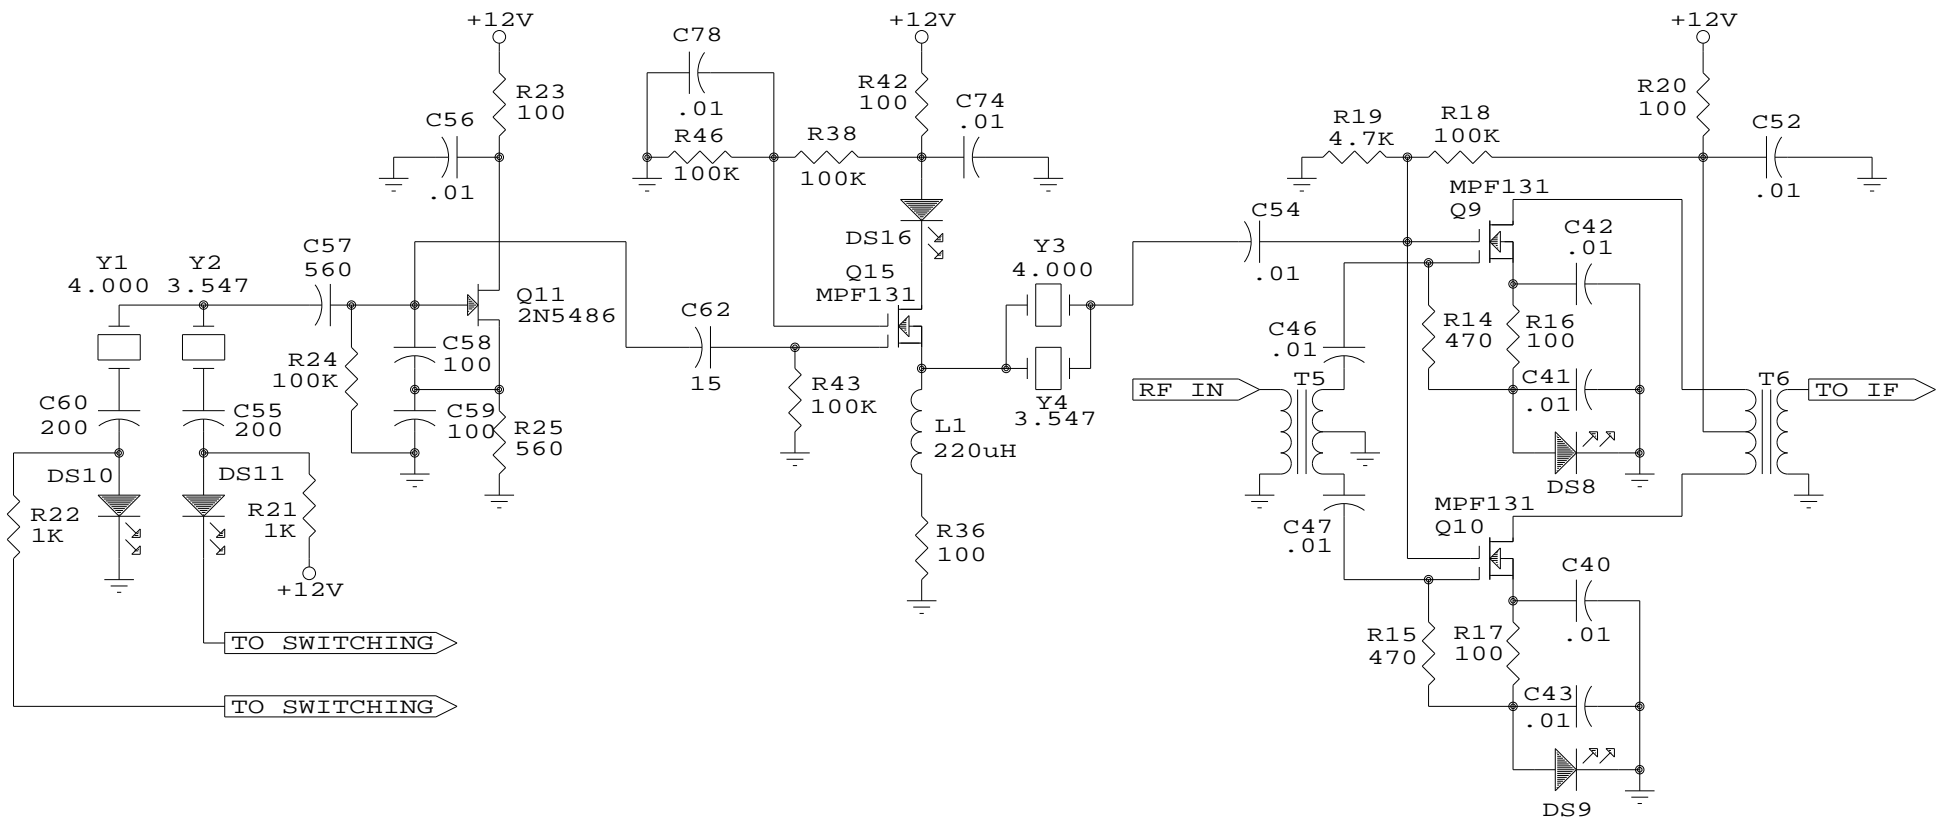 +12V
R23
100
C56
.01
Y1
4.000
Y2
3.547
C57
560
Q11
2N5486
R24
100K
C58
100
C60
200
C55
200
C59
100
R25
560
DS10
DS11
R22
1K
R21
1K
+12V
TO SWITCHING
TO SWITCHING
C78
.01
R46
100K
R38
100K
+12V
R42
100
C74
.01
DS16
Q15
MPF131
C62
15
R43
100K
Y3
4.000
Y4
3.547
L1
220uH
R36
100
C54
.01
R19
4.7K
R18
100K
+12V
R20
100
C52
.01
MPF131
Q9
C42
.01
R14
470
R16
100
C46
.01
C41
.01
RF IN
T5
T6
TO IF
DS8
C47
.01
MPF131
Q10
C40
.01
R15
470
R17
100
C43
.01
DS9